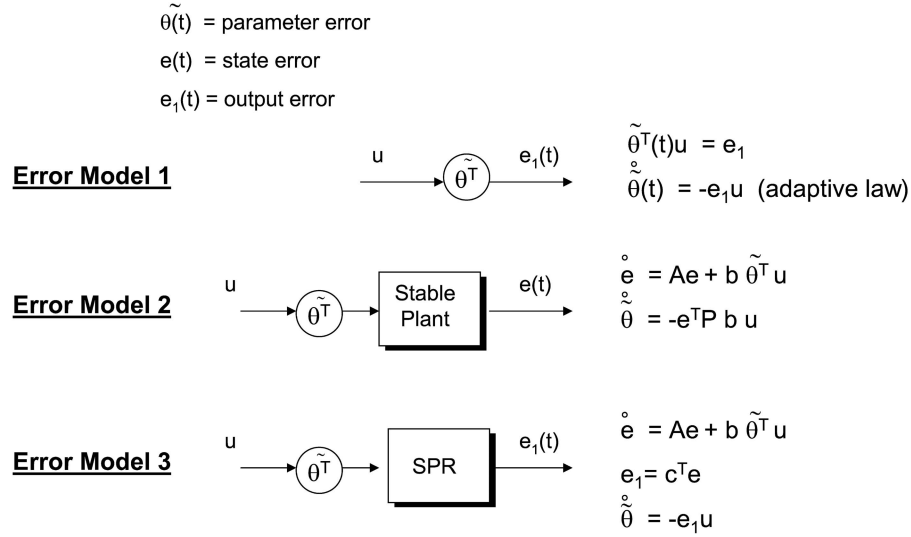 θ̃(t) = parameter error
e(t) = state error
e₁(t) = output error
Error Model 1
u
θ̃ᵀ
e₁(t)
θ̃ᵀ(t)u = e₁
θ̃̊(t) = -e₁u (adaptive law)
Error Model 2
u
θ̃ᵀ
Stable
Plant
e(t)
e̊ = Ae + b θ̃ᵀ u
θ̃̊ = -eᵀP b u
Error Model 3
u
θ̃ᵀ
SPR
e₁(t)
e̊ = Ae + b θ̃ᵀ u
e₁= cᵀe
θ̃̊ = -e₁u